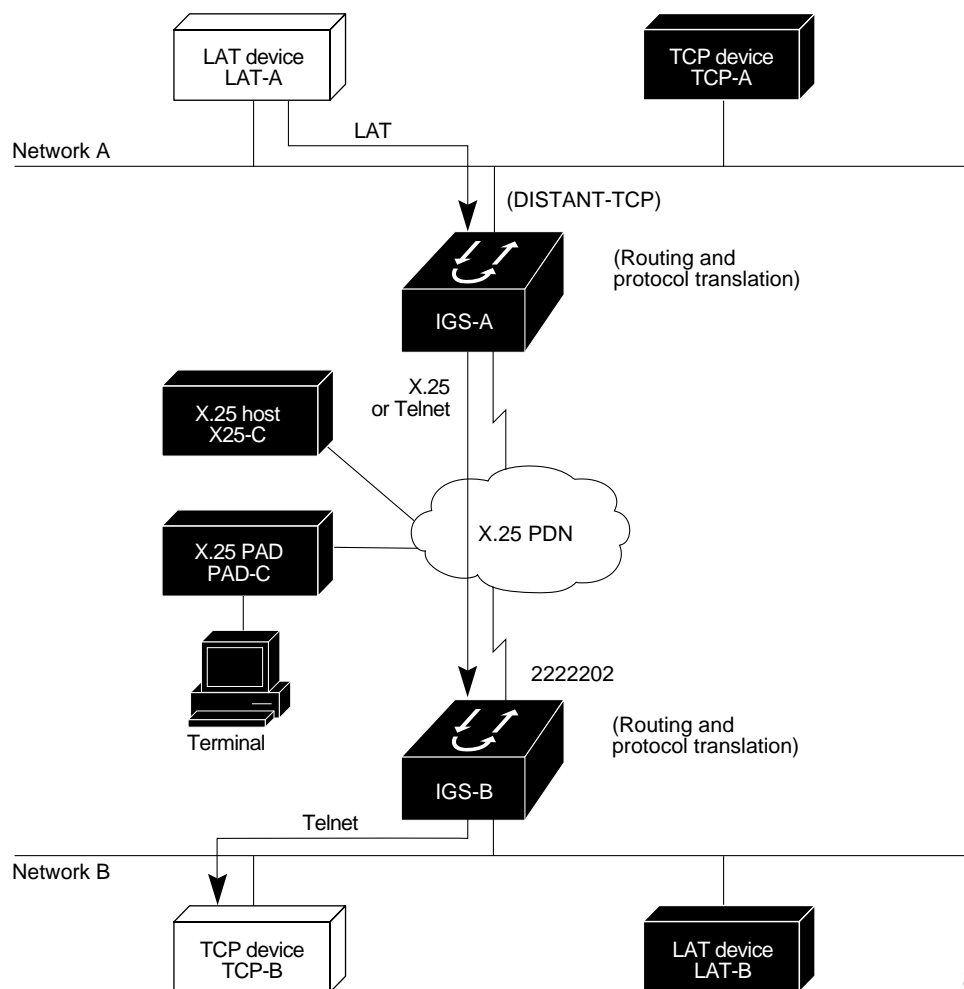 LAT device
LAT-A
TCP device
TCP-A
LAT
Network A
(DISTANT-TCP)
(Routing and
protocol translation)
IGS-A
X.25
or Telnet
X.25 host
X25-C
X.25 PDN
X.25 PAD
PAD-C
2222202
Terminal
(Routing and
protocol translation)
IGS-B
Telnet
Network B
TCP device
TCP-B
LAT device
LAT-B